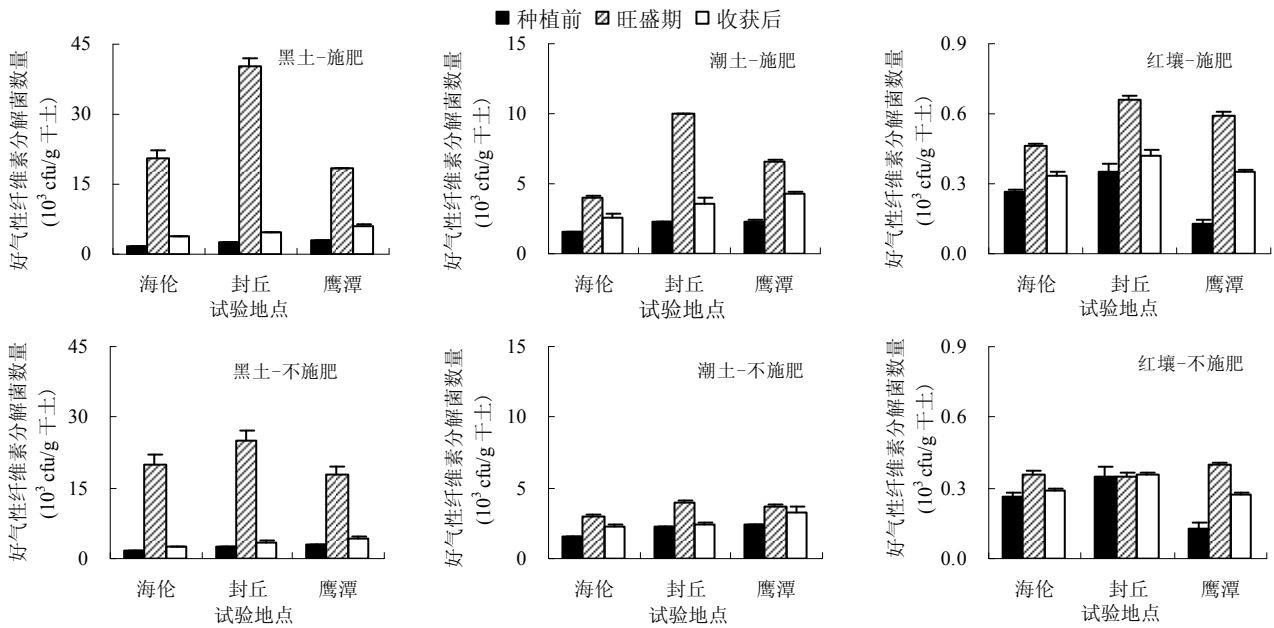 种植前 旺盛期 收获后
好气性纤维素分解菌数量
(10³ cfu/g 干土)
45
30
15
0
黑土-施肥
海伦 封丘 鹰潭
试验地点
好气性纤维素分解菌数量
(10³ cfu/g 干土)
15
10
5
0
潮土-施肥
海伦 封丘 鹰潭
试验地点
好气性纤维素分解菌数量
(10³ cfu/g 干土)
0.9
0.6
0.3
0.0
红壤-施肥
海伦 封丘 鹰潭
试验地点
好气性纤维素分解菌数量
(10³ cfu/g 干土)
45
30
15
0
黑土-不施肥
海伦 封丘 鹰潭
试验地点
好气性纤维素分解菌数量
(10³ cfu/g 干土)
15
10
5
0
潮土-不施肥
海伦 封丘 鹰潭
试验地点
好气性纤维素分解菌数量
(10³ cfu/g 干土)
0.9
0.6
0.3
0.0
红壤-不施肥
海伦 封丘 鹰潭
试验地点